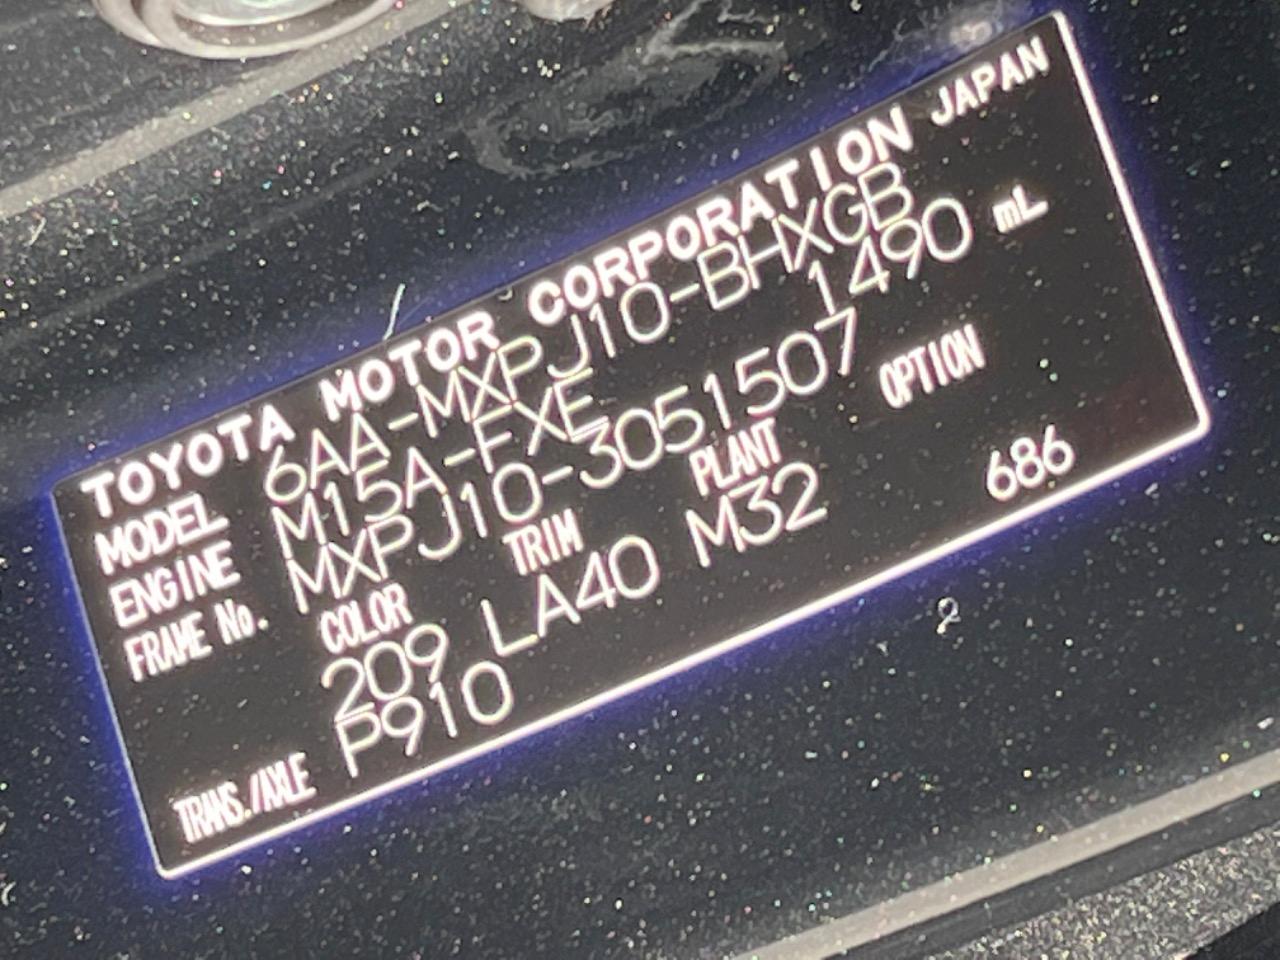 TOYOTA MOTOR CORPORATION JAPAN
MODEL 6AA-MXPJ10-BHXGB
ENGINE M15A-FXE 1490 mL
FRAME No. MXPJ10-3051507
COLOR TRIM PLANT OPTION
209 LA40 M32 686
TRANS./AXLE P910